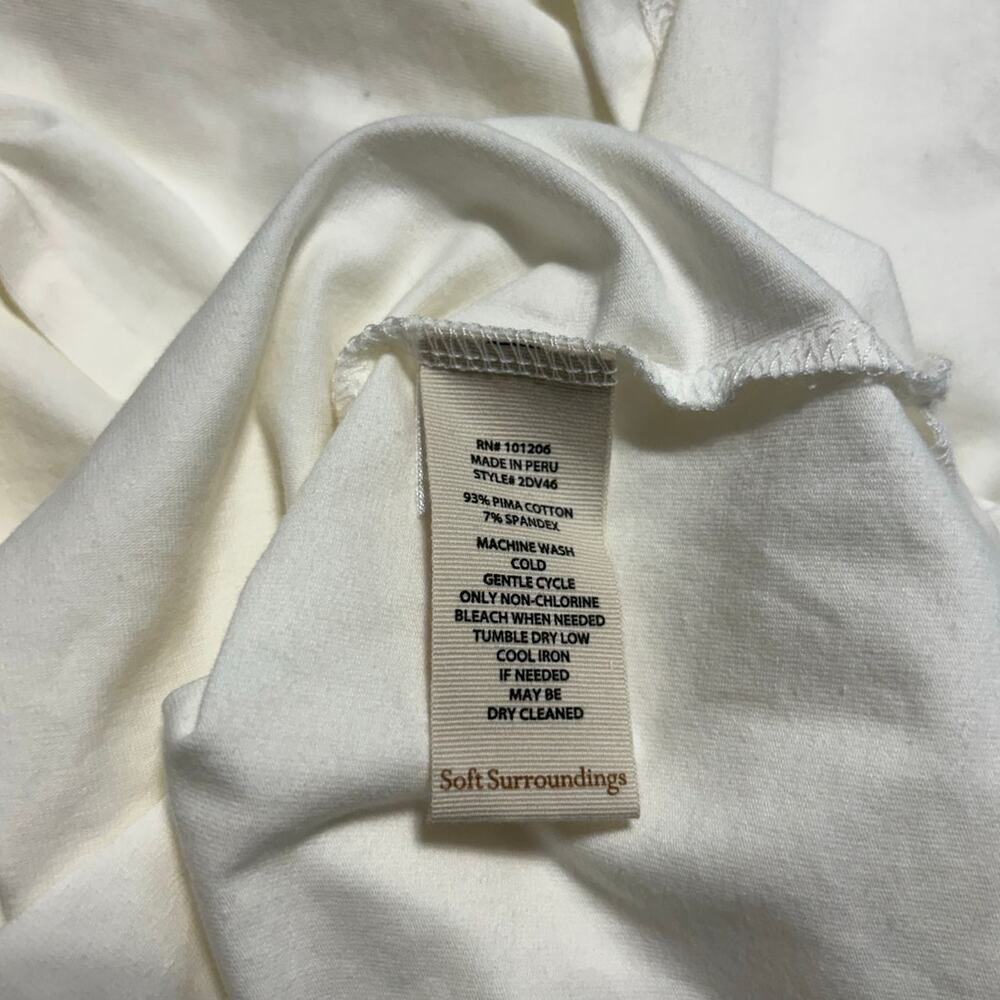 RN# 101206
MADE IN PERU
STYLE# 2DV46
93% PIMA COTTON
7% SPANDEX
MACHINE WASH
COLD
GENTLE CYCLE
ONLY NON-CHLORINE
BLEACH WHEN NEEDED
TUMBLE DRY LOW
COOL IRON
IF NEEDED
MAY BE
DRY CLEANED
Soft Surroundings